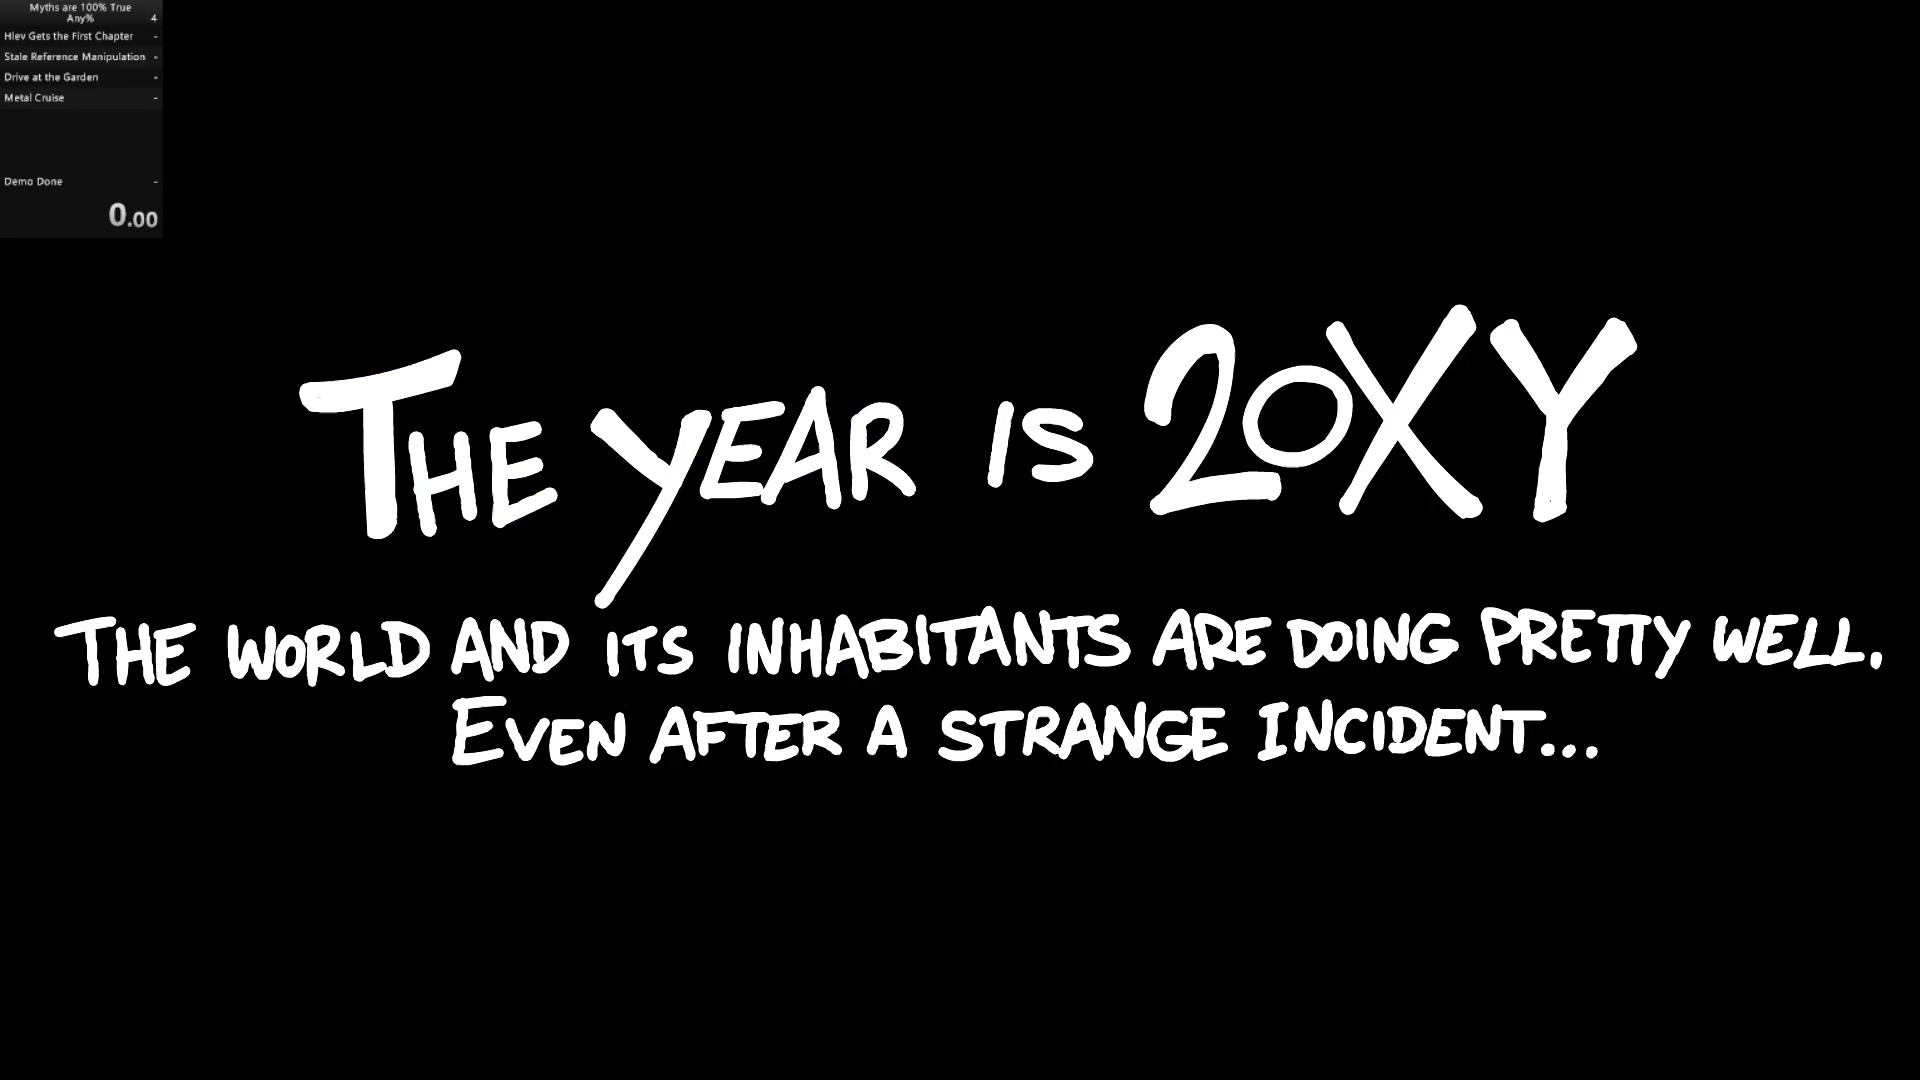 Myths are 100% True
Any% 4
Hlev Gets the First Chapter -
Stale Reference Manipulation -
Drive at the Garden -
Metal Cruise -
Demo Done -
0.00
THE YEAR IS 20XY
THE WORLD AND ITS INHABITANTS ARE DOING PRETTY WELL.
EVEN AFTER A STRANGE INCIDENT...